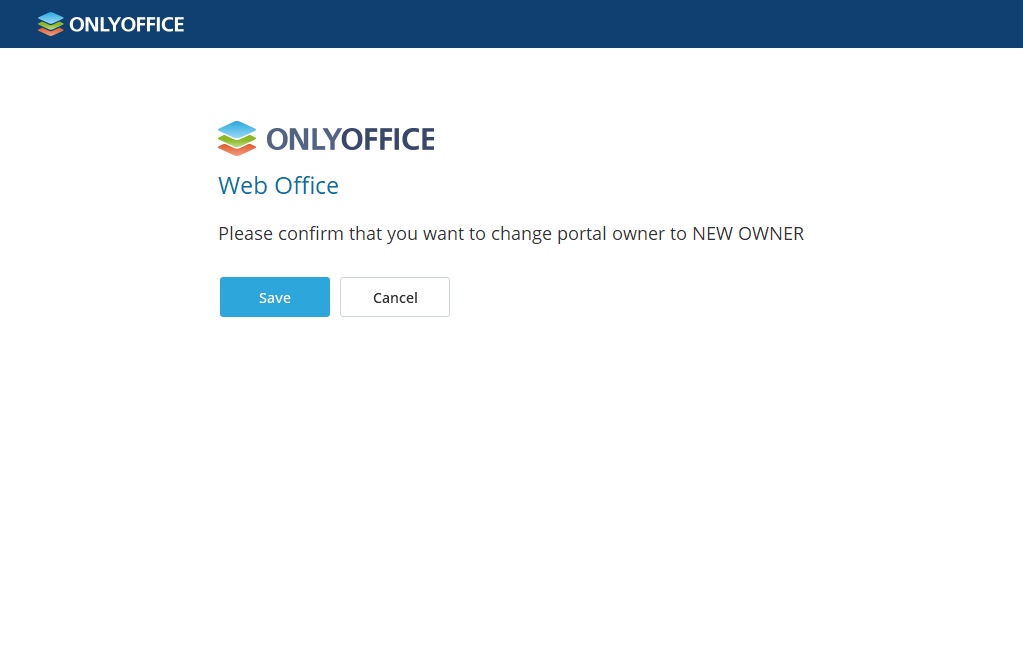 ONLYOFFICE
ONLYOFFICE
Web Office
Please confirm that you want to change portal owner to NEW OWNER
Save Cancel